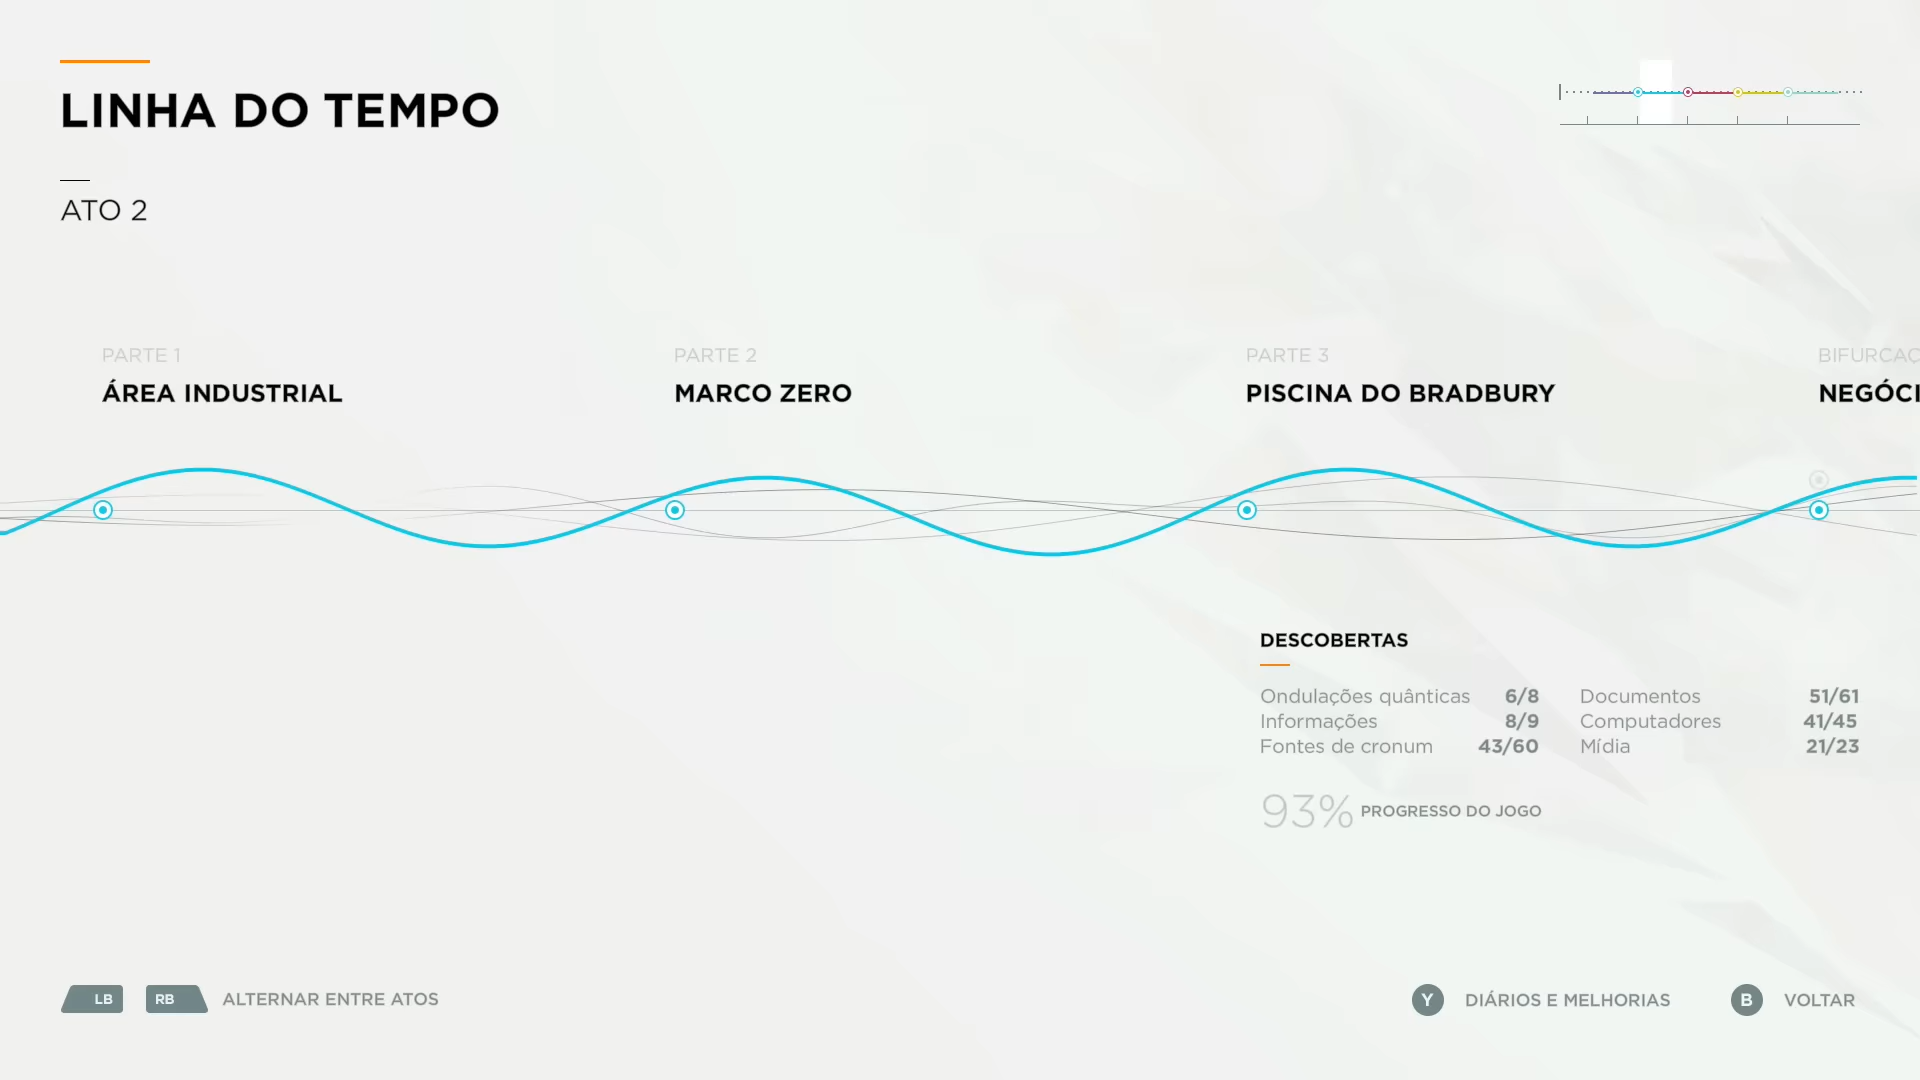 LINHA DO TEMPO
ATO 2
PARTE 1
ÁREA INDUSTRIAL
PARTE 2
MARCO ZERO
PARTE 3
PISCINA DO BRADBURY
DESCOBERTAS
Ondulações quânticas 6/8
Informações 8/9
Fontes de cronum 43/60
Documentos 51/61
Computadores 41/45
Mídia 21/23
93% PROGRESSO DO JOGO
LB RB ALTERNAR ENTRE ATOS
Y DIÁRIOS E MELHORIAS
B VOLTAR